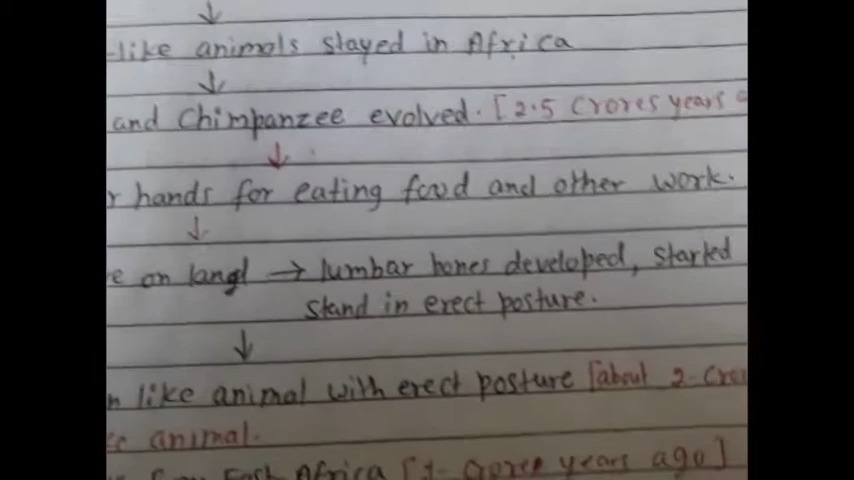 ↓
-like animals stayed in Africa
↓
and Chimpanzee evolved. [2.5 Crores years
↓
hands for eating food and other work.
↓
on land → lumbar bones developed, started
stand in erect posture.
↓
like animal with erect posture [about 2-Cror
animal.
East Africa [1- Crores years ago]